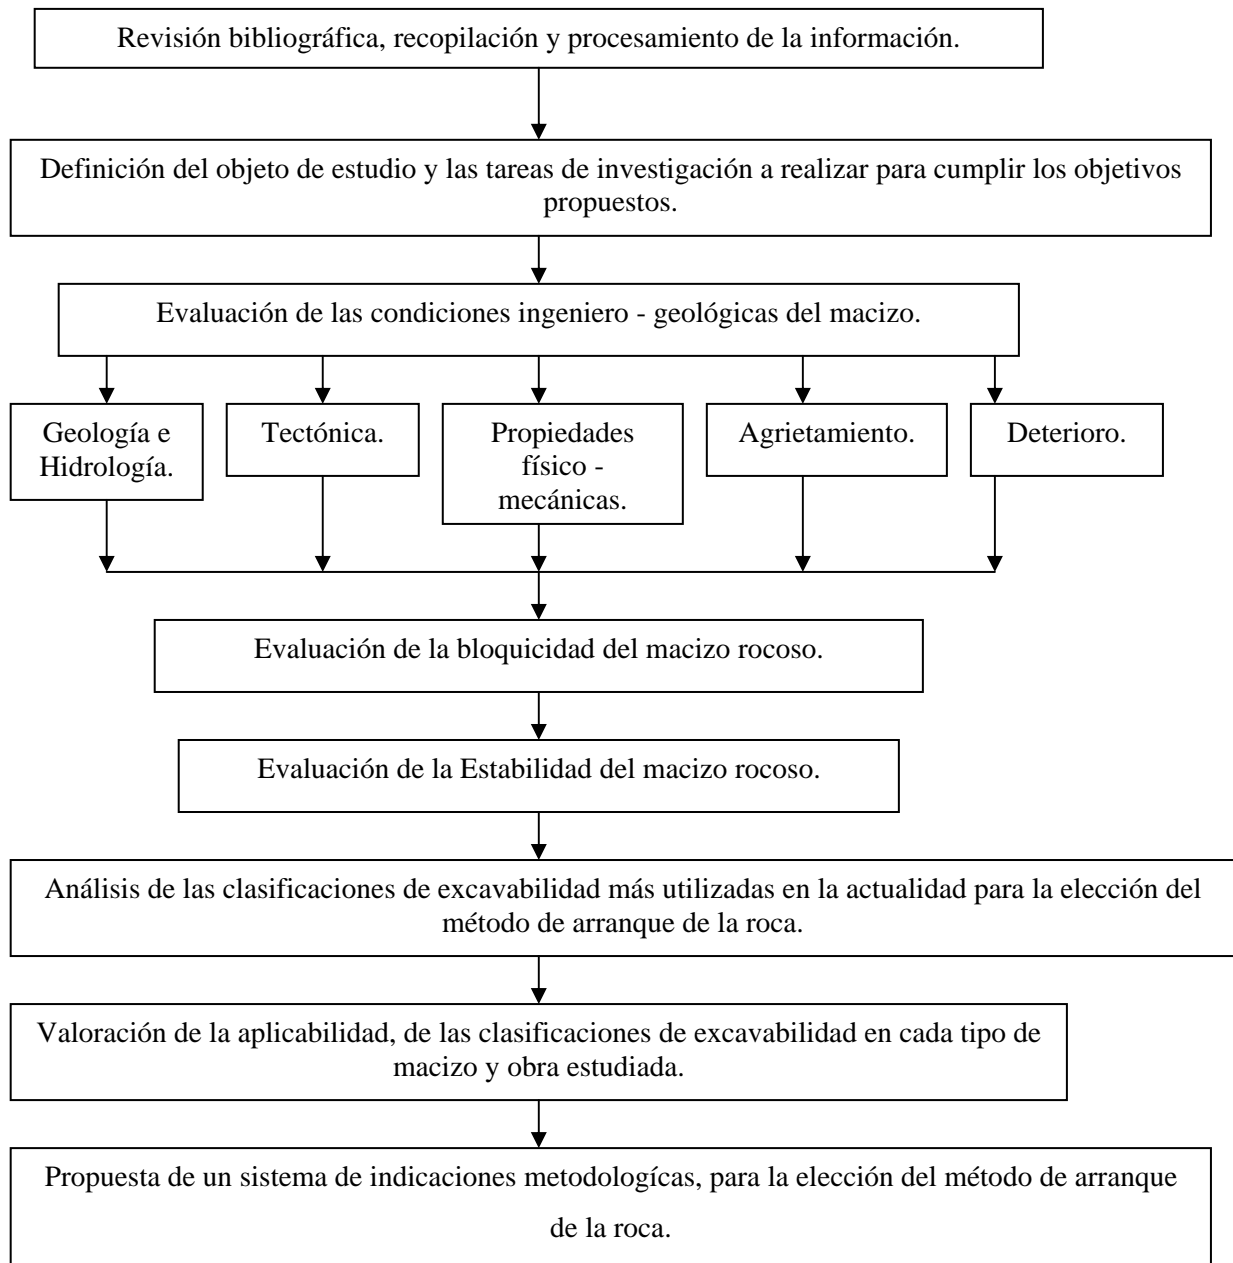 Revisión bibliográfica, recopilación y procesamiento de la información.
Definición del objeto de estudio y las tareas de investigación a realizar para cumplir los objetivos
propuestos.
Evaluación de las condiciones ingeniero - geológicas del macizo.
Geología e
Hidrología.
Tectónica.
Propiedades
físico -
mecánicas.
Agrietamiento.
Deterioro.
Evaluación de la bloquicidad del macizo rocoso.
Evaluación de la Estabilidad del macizo rocoso.
Análisis de las clasificaciones de excavabilidad más utilizadas en la actualidad para la elección del
método de arranque de la roca.
Valoración de la aplicabilidad, de las clasificaciones de excavabilidad en cada tipo de
macizo y obra estudiada.
Propuesta de un sistema de indicaciones metodologícas, para la elección del método de arranque
de la roca.